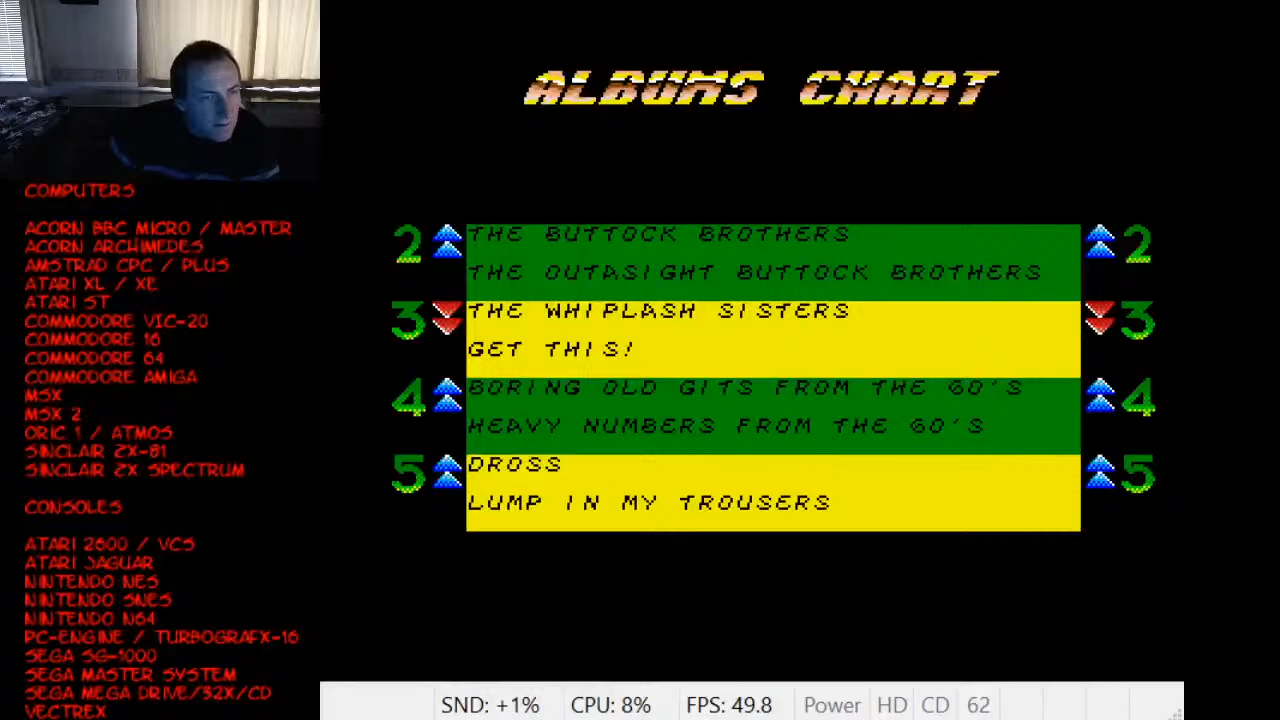 ALBUMS CHART
2 THE BUTTOCK BROTHERS 2
THE OUTASIGHT BUTTOCK BROTHERS
3 THE WHIPLASH SISTERS 3
GET THIS!
4 BORING OLD GITS FROM THE 60'S 4
HEAVY NUMBERS FROM THE 60'S
5 DROSS 5
LUMP IN MY TROUSERS
COMPUTERS
ACORN BBC MICRO / MASTER
ACORN ARCHIMEDES
AMSTRAD CPC / PLUS
ATARI XL / XE
ATARI ST
COMMODORE VIC-20
COMMODORE 16
COMMODORE 64
COMMODORE AMIGA
MSX
MSX 2
ORIC 1 / ATMOS
SINCLAIR ZX-81
SINCLAIR ZX SPECTRUM
CONSOLES
ATARI 2600 / VCS
ATARI JAGUAR
NINTENDO NES
NINTENDO SNES
NINTENDO N64
PC-ENGINE / TURBOGRAFX-16
SEGA SG-1000
SEGA MASTER SYSTEM
SEGA MEGA DRIVE/32X/CD
VECTREX
SND: +1% CPU: 8% FPS: 49.8 Power HD CD 62